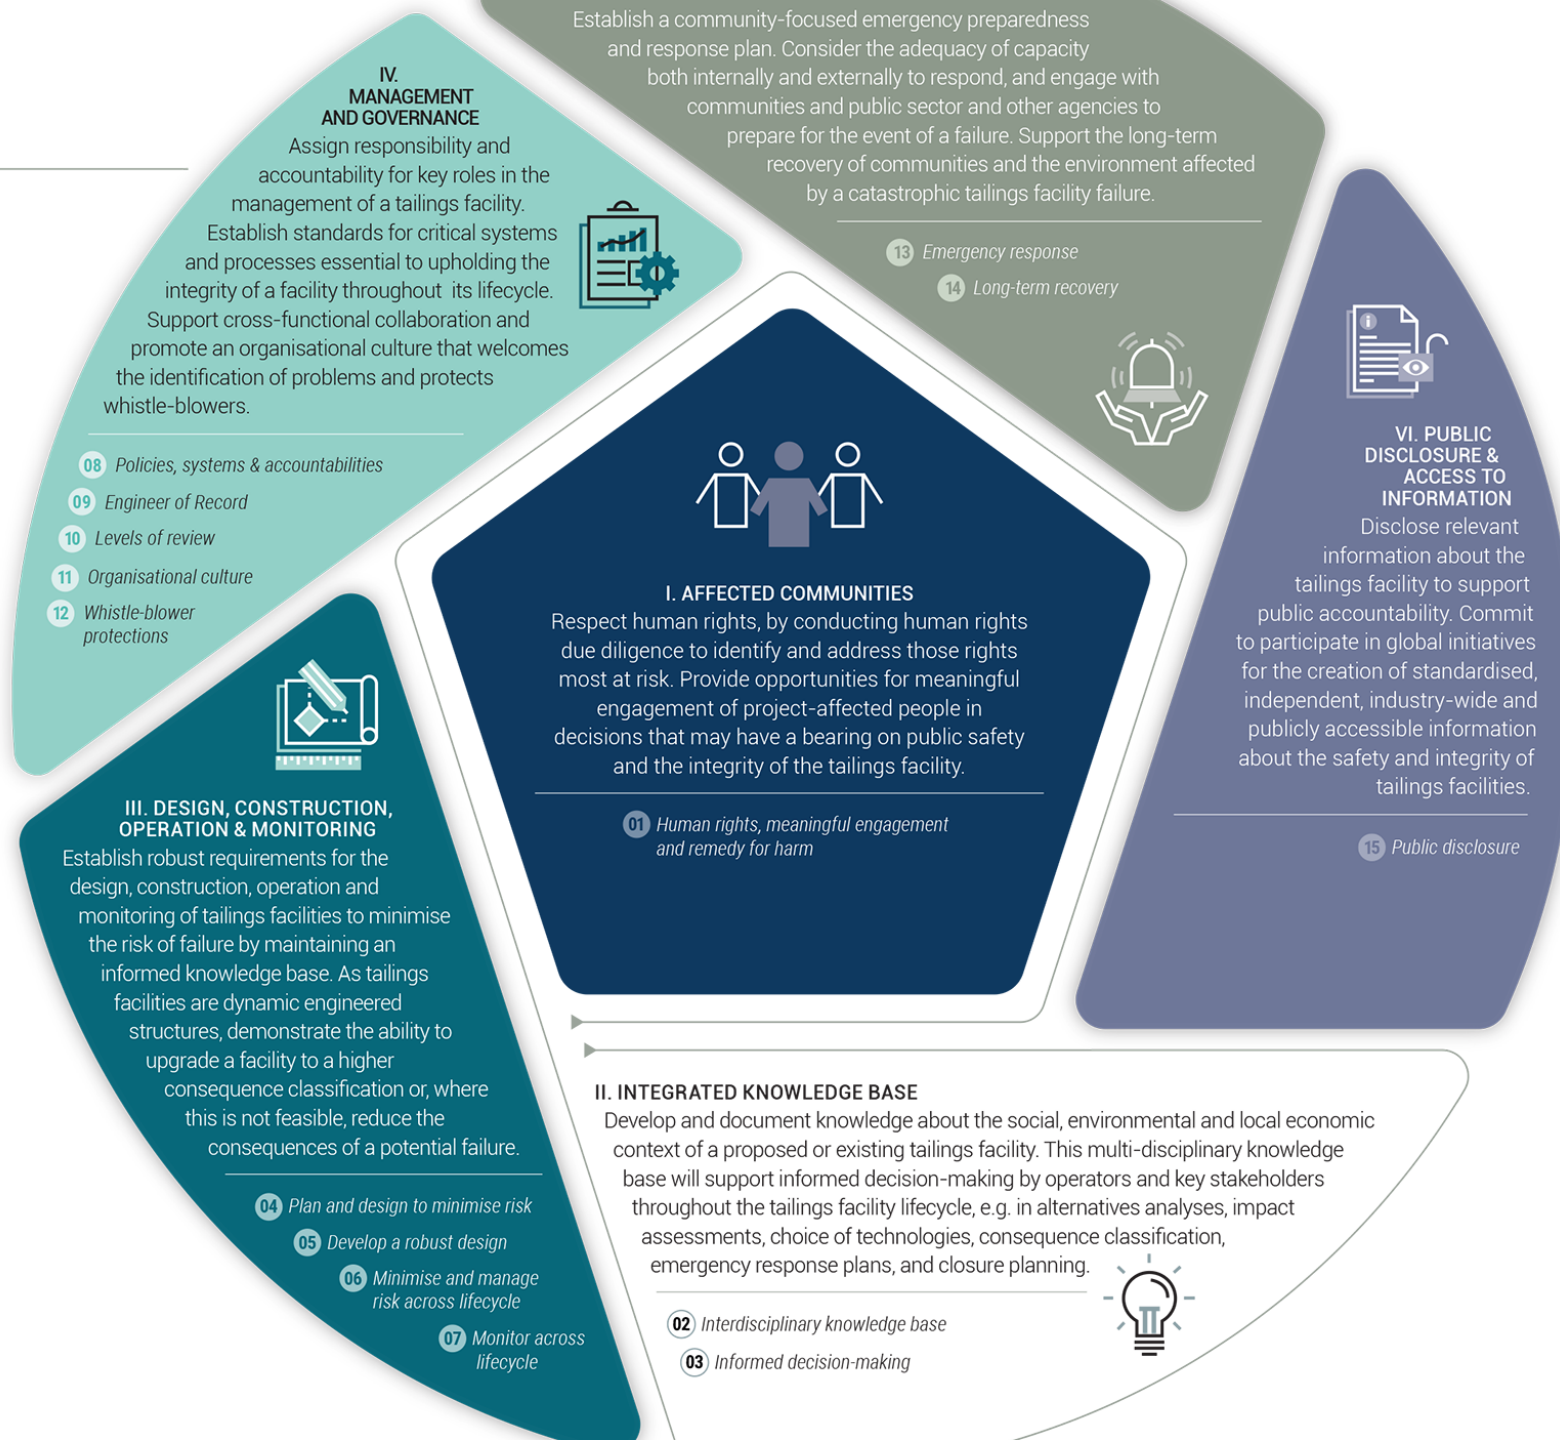 Establish a community-focused emergency preparedness
and response plan. Consider the adequacy of capacity
both internally and externally to respond, and engage with
communities and public sector and other agencies to
prepare for the event of a failure. Support the long-term
recovery of communities and the environment affected
by a catastrophic tailings facility failure.
13 Emergency response
14 Long-term recovery
IV.
MANAGEMENT
AND GOVERNANCE
Assign responsibility and
accountability for key roles in the
management of a tailings facility.
Establish standards for critical systems
and processes essential to upholding the
integrity of a facility throughout its lifecycle.
Support cross-functional collaboration and
promote an organisational culture that welcomes
the identification of problems and protects
whistle-blowers.
08 Policies, systems & accountabilities
09 Engineer of Record
10 Levels of review
11 Organisational culture
12 Whistle-blower
protections
VI. PUBLIC
DISCLOSURE &
ACCESS TO
INFORMATION
Disclose relevant
information about the
tailings facility to support
public accountability. Commit
to participate in global initiatives
for the creation of standardised,
independent, industry-wide and
publicly accessible information
about the safety and integrity of
tailings facilities.
15 Public disclosure
I. AFFECTED COMMUNITIES
Respect human rights, by conducting human rights
due diligence to identify and address those rights
most at risk. Provide opportunities for meaningful
engagement of project-affected people in
decisions that may have a bearing on public safety
and the integrity of the tailings facility.
01 Human rights, meaningful engagement
and remedy for harm
III. DESIGN, CONSTRUCTION,
OPERATION & MONITORING
Establish robust requirements for the
design, construction, operation and
monitoring of tailings facilities to minimise
the risk of failure by maintaining an
informed knowledge base. As tailings
facilities are dynamic engineered
structures, demonstrate the ability to
upgrade a facility to a higher
consequence classification or, where
this is not feasible, reduce the
consequences of a potential failure.
04 Plan and design to minimise risk
05 Develop a robust design
06 Minimise and manage
risk across lifecycle
07 Monitor across
lifecycle
II. INTEGRATED KNOWLEDGE BASE
Develop and document knowledge about the social, environmental and local economic
context of a proposed or existing tailings facility. This multi-disciplinary knowledge
base will support informed decision-making by operators and key stakeholders
throughout the tailings facility lifecycle, e.g. in alternatives analyses, impact
assessments, choice of technologies, consequence classification,
emergency response plans, and closure planning.
02 Interdisciplinary knowledge base
03 Informed decision-making